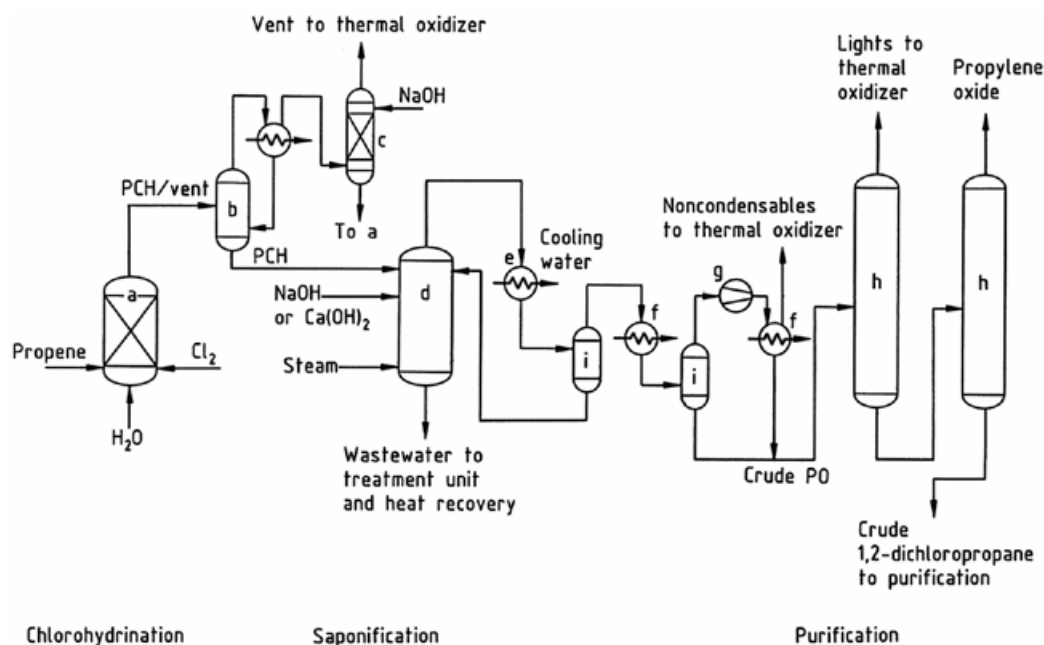 Vent to thermal oxidizer
NaOH
c
PCH/vent
b
To a
PCH
a
Propene
Cl₂
H₂O
NaOH
or Ca(OH)₂
Steam
d
Wastewater to
treatment unit
and heat recovery
e
Cooling
water
i
f
i
g
Noncondensables
to thermal oxidizer
f
Crude PO
Lights to
thermal
oxidizer
h
Propylene
oxide
h
Crude
1,2-dichloropropane
to purification
Chlorohydrination
Saponification
Purification